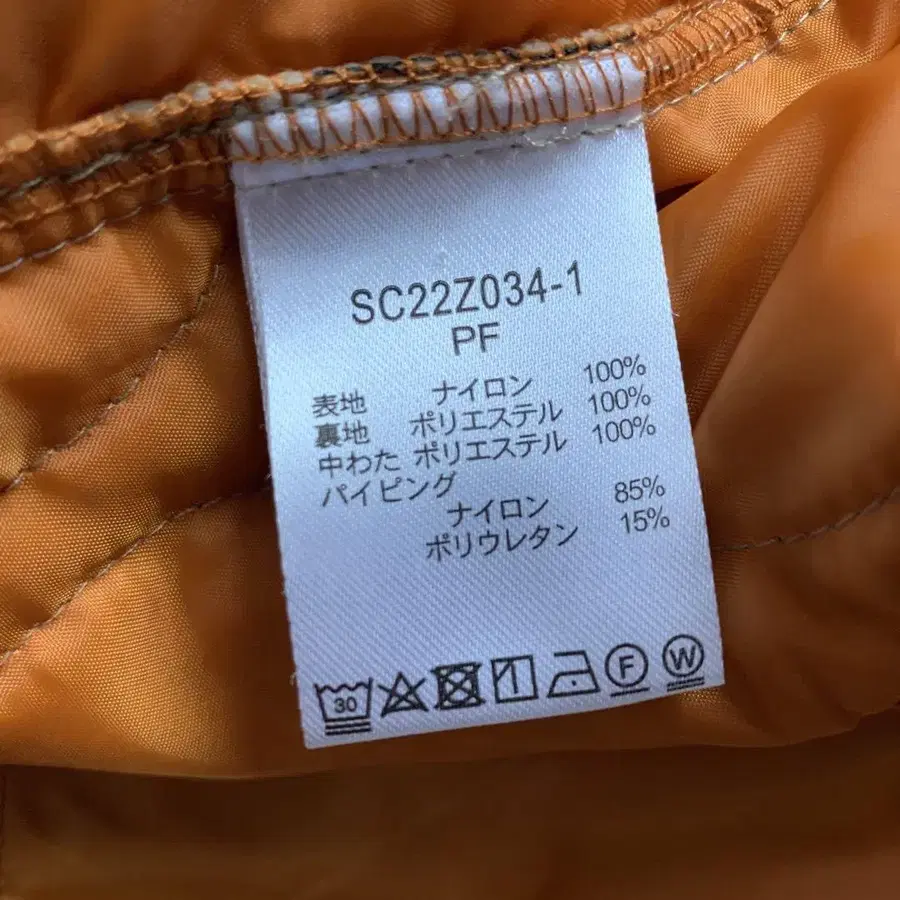 SC22Z034-1
PF
表地 ナイロン 100%
裏地 ポリエステル 100%
中わた ポリエステル 100%
パイピング
ナイロン 85%
ポリウレタン 15%
30 F W